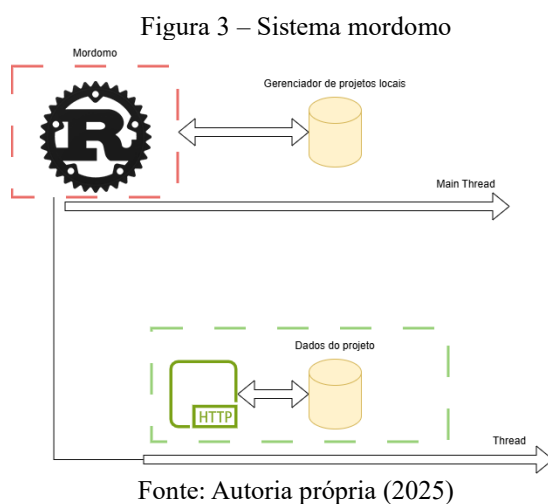 Figura 3 – Sistema mordomo
Mordomo
Gerenciador de projetos locais
R
Main Thread
Dados do projeto
HTTP
Thread
Fonte: Autoria própria (2025)